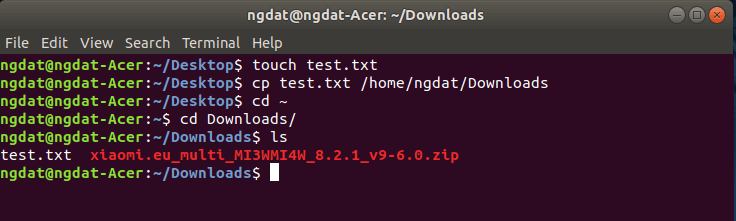 ngdat@ngdat-Acer: ~/Downloads
File Edit View Search Terminal Help
ngdat@ngdat-Acer:~/Desktop$ touch test.txt
ngdat@ngdat-Acer:~/Desktop$ cp test.txt /home/ngdat/Downloads
ngdat@ngdat-Acer:~/Desktop$ cd ~
ngdat@ngdat-Acer:~$ cd Downloads/
ngdat@ngdat-Acer:~/Downloads$ ls
test.txt  xiaomi.eu_multi_MI3WMI4W_8.2.1_v9-6.0.zip
ngdat@ngdat-Acer:~/Downloads$